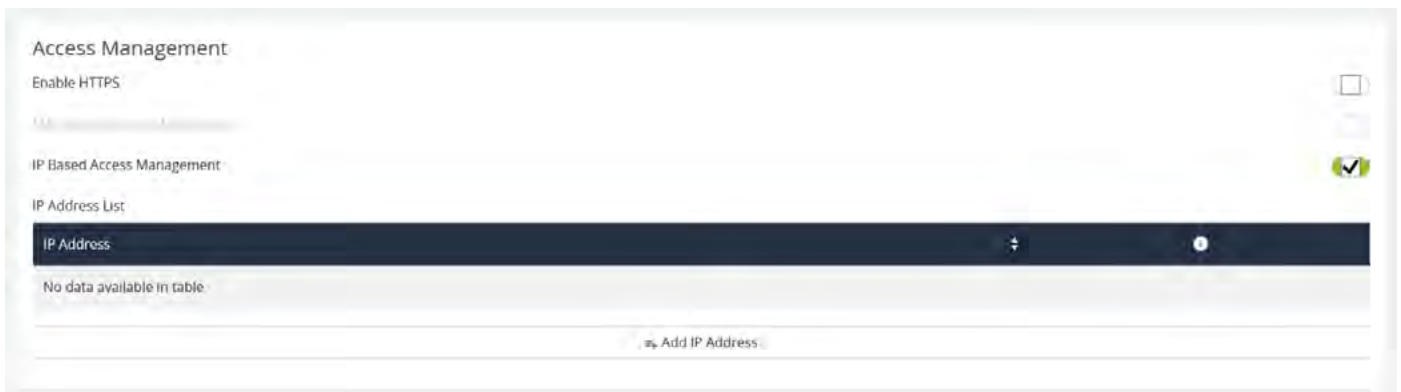 Access Management
Enable HTTPS
IP Based Access Management
IP Address List
IP Address
No data available in table
Add IP Address